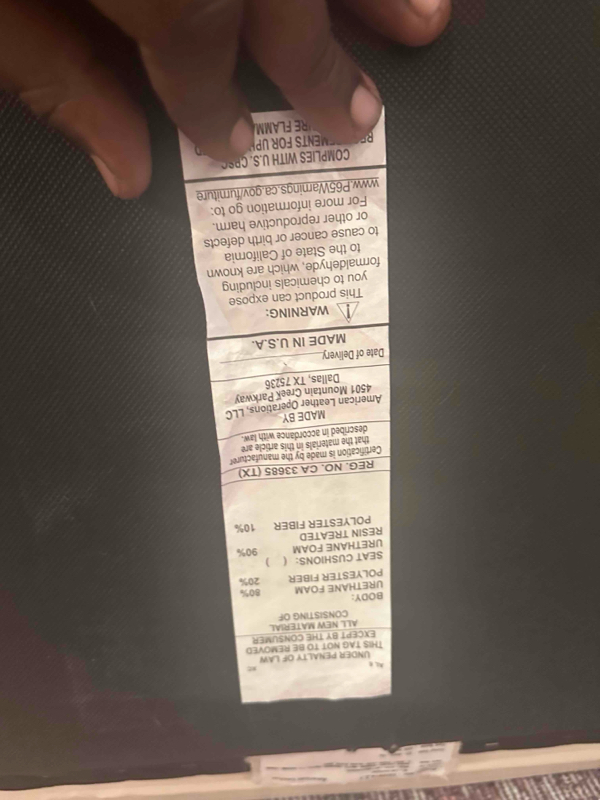 UNDER PENALTY OF LAW
THIS TAG NOT TO BE REMOVED
EXCEPT BY THE CONSUMER
ALL NEW MATERIAL
CONSISTING OF
BODY:
URETHANE FOAM 80%
POLYESTER FIBER 20%
SEAT CUSHIONS: ( )
URETHANE FOAM 90%
RESIN TREATED
POLYESTER FIBER 10%
REG. NO. CA 33685 (TX)
Certification is made by the manufacturer
that the materials in this article are
described in accordance with law.
MADE BY
American Leather Operations, LLC
4501 Mountain Creek Parkway
Dallas, TX 75236
Date of Delivery
MADE IN U.S.A.
WARNING:
This product can expose
you to chemicals including
formaldehyde, which are known
to the State of California
to cause cancer or birth defects
or other reproductive harm.
For more information go to:
www.P65Warnings.ca.gov/furniture
COMPLIES WITH U.S. CPSC
FOR